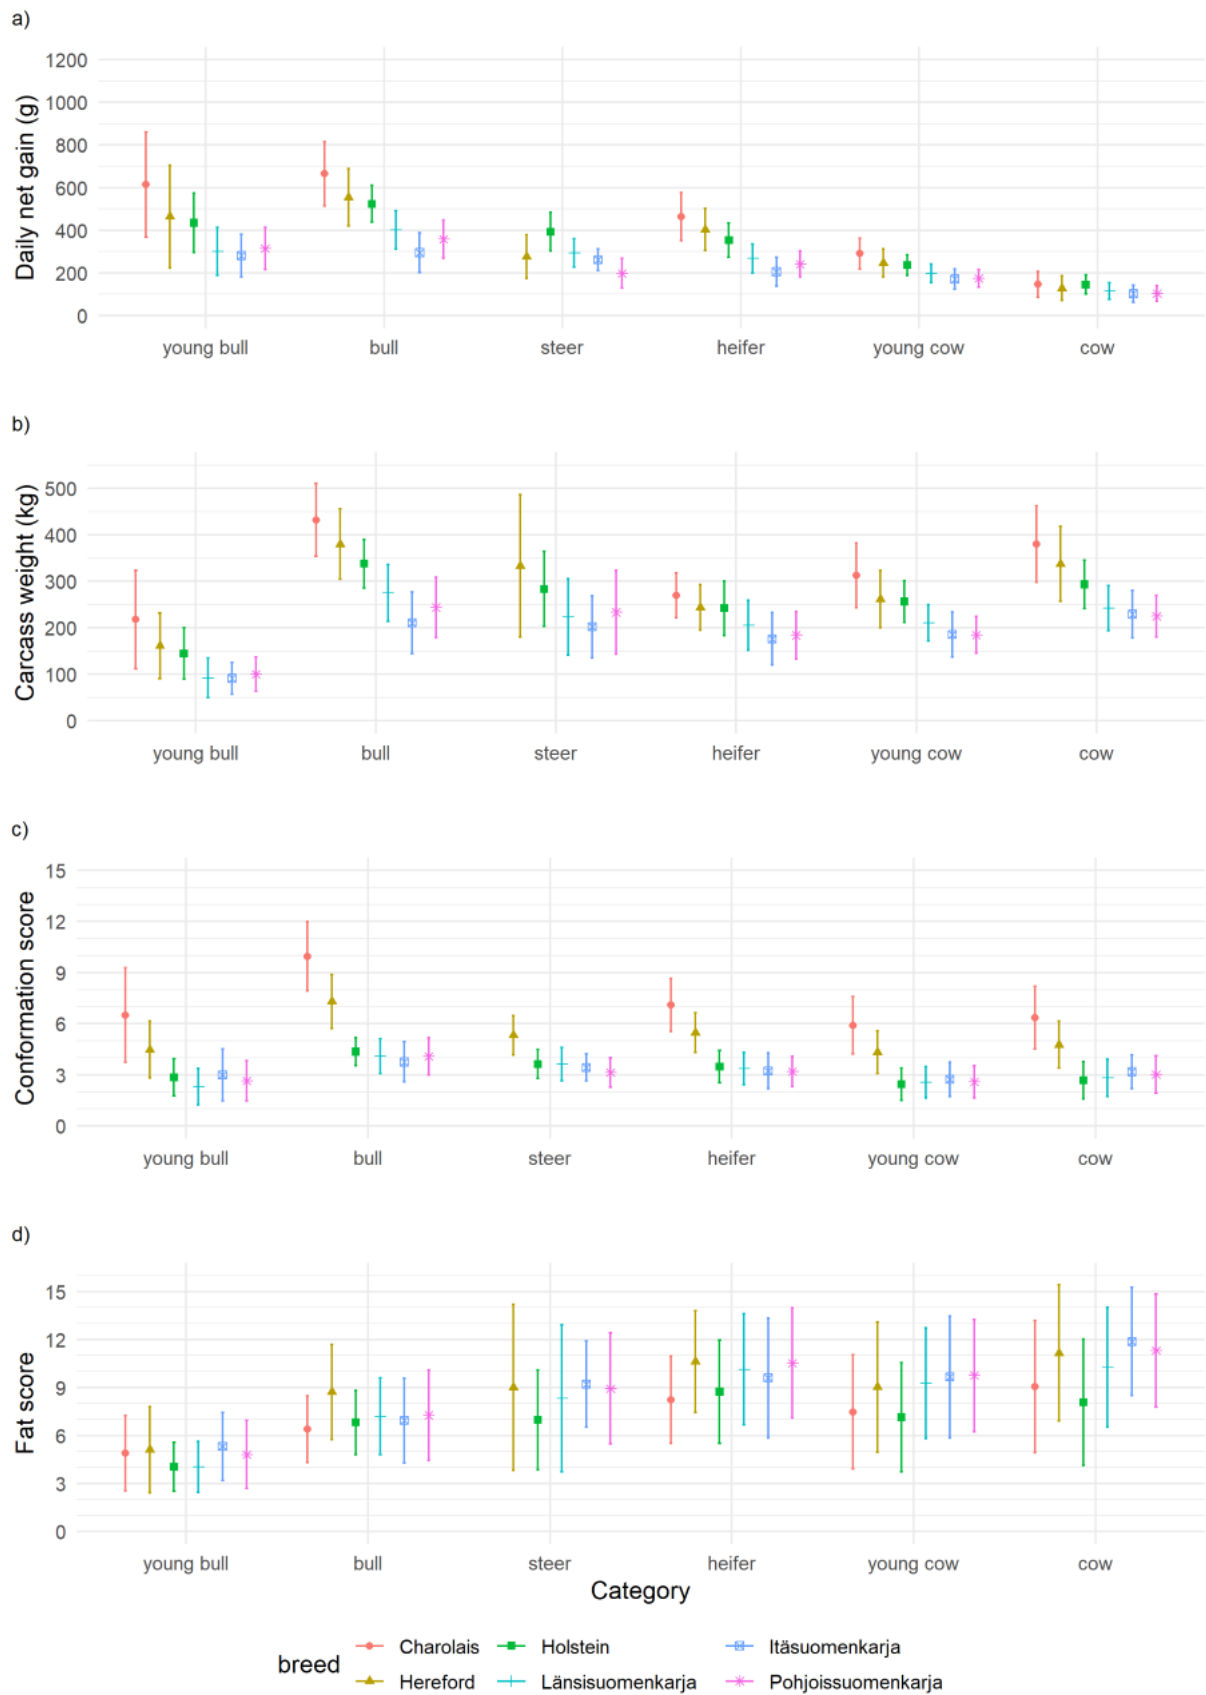 a)
Daily net gain (g)
1200
1000
800
600
400
200
0
young bull bull steer heifer young cow cow
b)
Carcass weight (kg)
500
400
300
200
100
0
young bull bull steer heifer young cow cow
c)
Conformation score
15
12
9
6
3
0
young bull bull steer heifer young cow cow
d)
Fat score
15
12
9
6
3
0
young bull bull steer heifer young cow cow
Category
breed
Charolais Holstein Itäsuomenkarja
Hereford Länsisuomenkarja Pohjoissuomenkarja